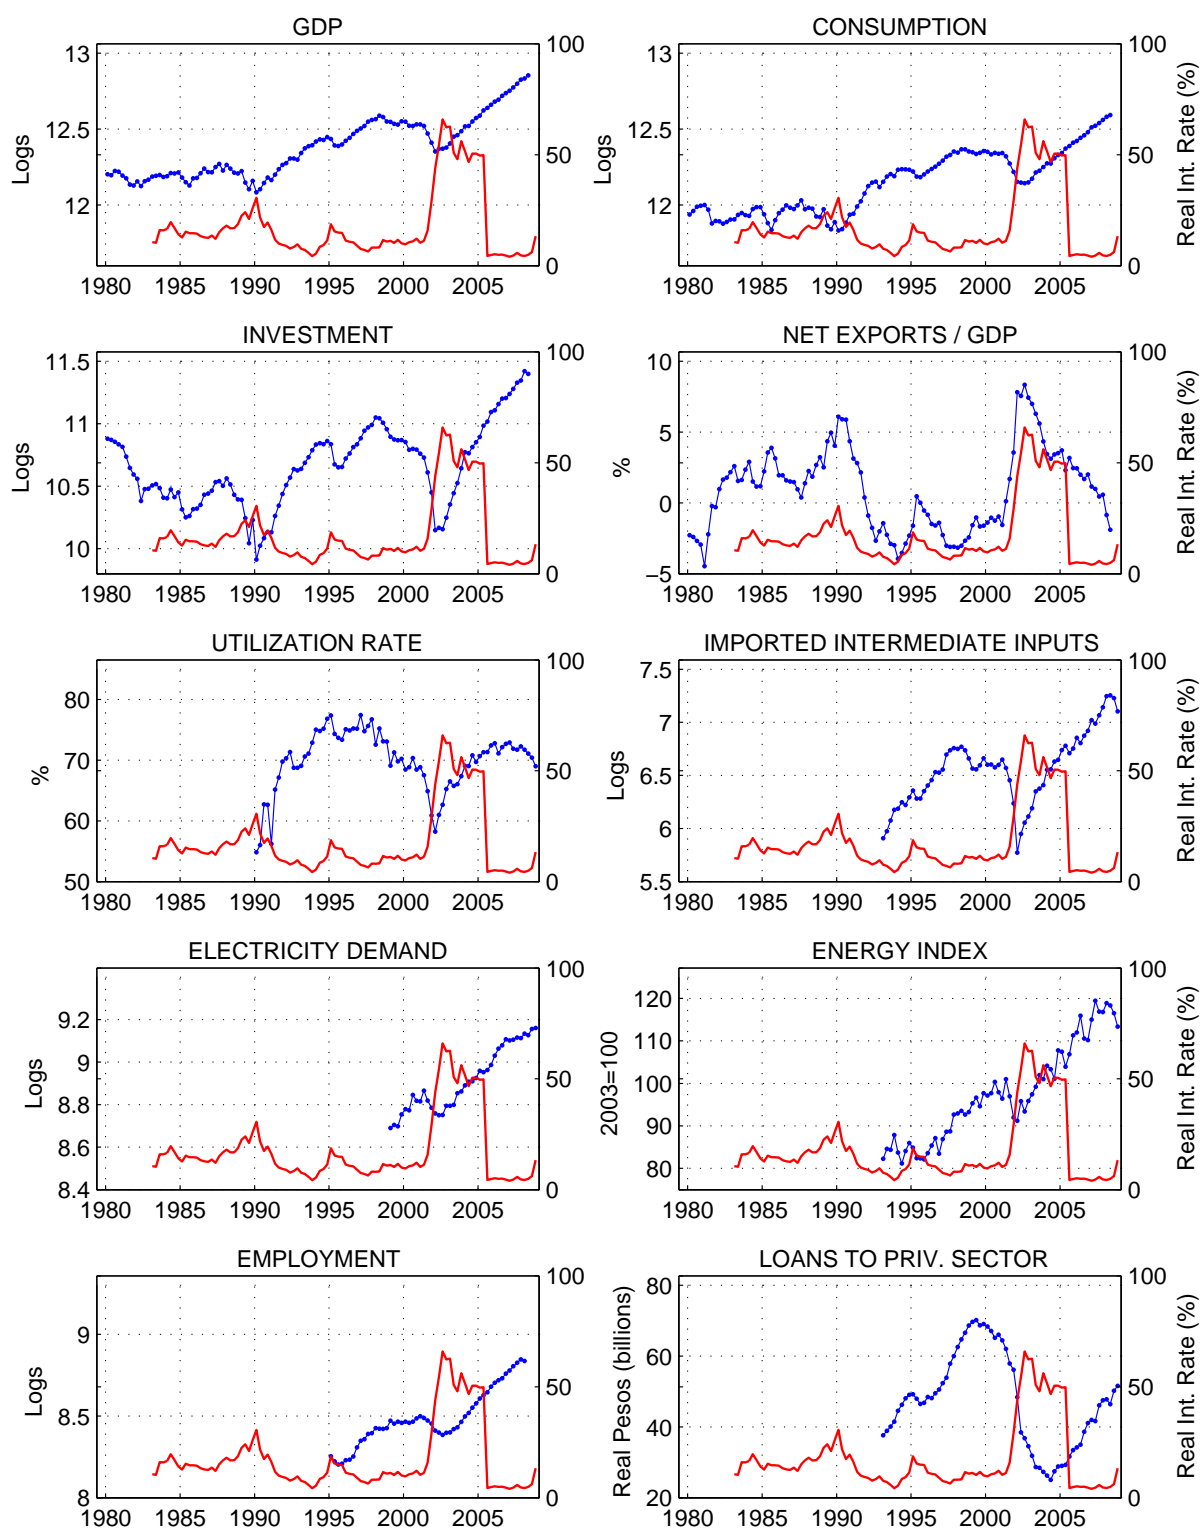 GDP CONSUMPTION
13 100 13 100
Logs 12.5 50 Logs 12.5 50 Real Int. Rate (%)
12 12
0 0
1980 1985 1990 1995 2000 2005 1980 1985 1990 1995 2000 2005
INVESTMENT NET EXPORTS / GDP
11.5 100 10 100
11 5
Logs 10.5 50 % 0 50 Real Int. Rate (%)
10 0 −5 0
1980 1985 1990 1995 2000 2005 1980 1985 1990 1995 2000 2005
UTILIZATION RATE IMPORTED INTERMEDIATE INPUTS
80 100 7.5 100
70 7
% 60 50 Logs 6.5 50 Real Int. Rate (%)
6
50 0 5.5 0
1980 1985 1990 1995 2000 2005 1980 1985 1990 1995 2000 2005
ELECTRICITY DEMAND ENERGY INDEX
100 100
9.2 120
9 110
Logs 8.8 50 2003=100 100 50 Real Int. Rate (%)
8.6 90
8.4 0 80 0
1980 1985 1990 1995 2000 2005 1980 1985 1990 1995 2000 2005
EMPLOYMENT LOANS TO PRIV. SECTOR
100 80 100
9 60
Logs 8.5 50 Real Pesos (billions) 40 50 Real Int. Rate (%)
8 0 20 0
1980 1985 1990 1995 2000 2005 1980 1985 1990 1995 2000 2005